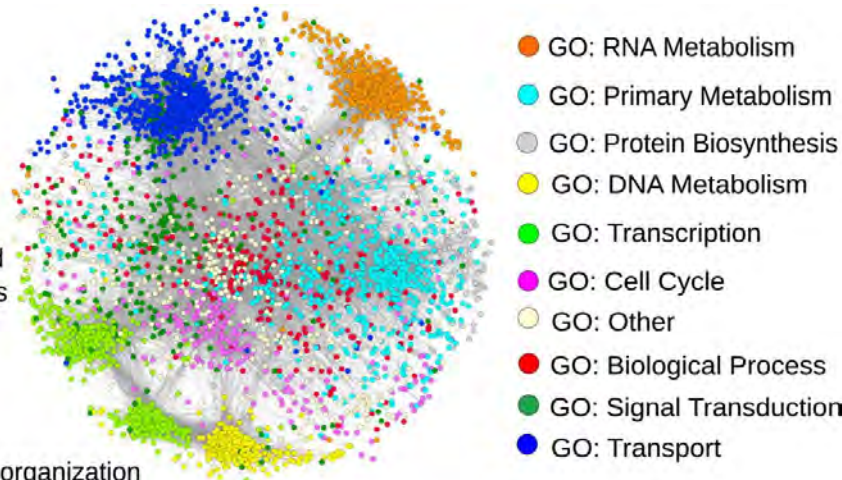 GO: RNA Metabolism
GO: Primary Metabolism
GO: Protein Biosynthesis
GO: DNA Metabolism
GO: Transcription
GO: Cell Cycle
GO: Other
GO: Biological Process
GO: Signal Transduction
GO: Transport
organization